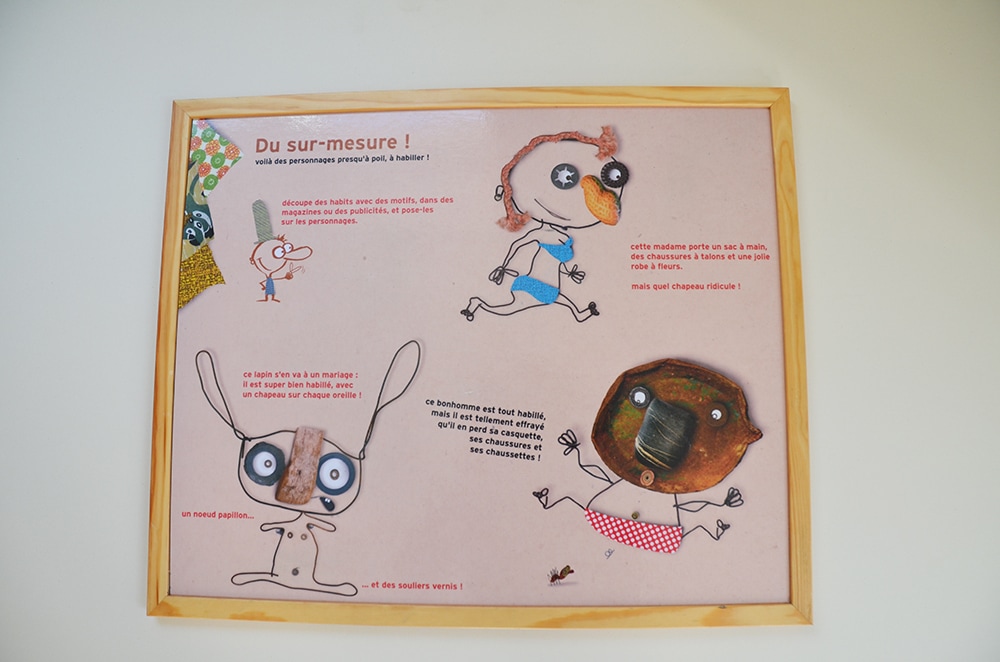 Du sur-mesure !
voilà des personnages presqu'à poil, à habiller !
découpe des habits avec des motifs, dans des
magazines ou des publicités, et pose-les
sur les personnages.
cette madame porte un sac à main,
des chaussures à talons et une jolie
robe à fleurs.
mais quel chapeau ridicule !
ce lapin s'en va à un mariage :
il est super bien habillé, avec
un chapeau sur chaque oreille !
un noeud papillon...
... et des souliers vernis !
ce bonhomme est tout habillé,
mais il est tellement effrayé
qu'il en perd sa casquette,
ses chaussures et
ses chaussettes !